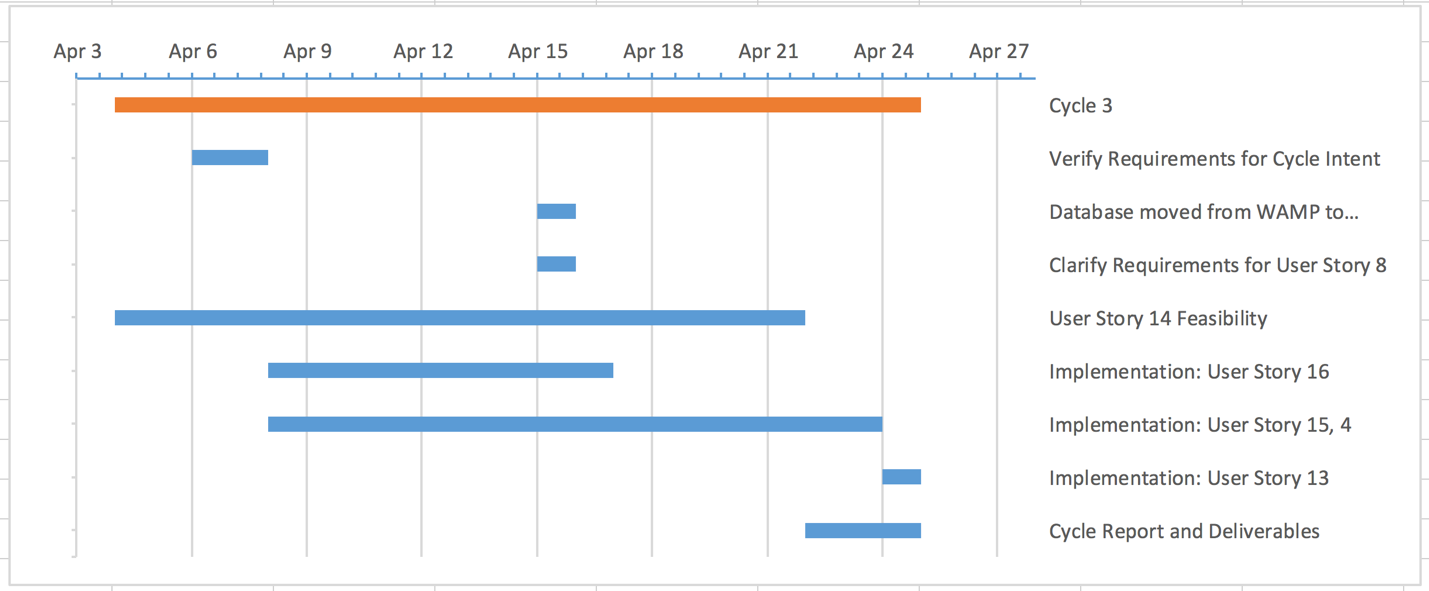 Apr 3 Apr 6 Apr 9 Apr 12 Apr 15 Apr 18 Apr 21 Apr 24 Apr 27
Cycle 3
Verify Requirements for Cycle Intent
Database moved from WAMP to...
Clarify Requirements for User Story 8
User Story 14 Feasibility
Implementation: User Story 16
Implementation: User Story 15, 4
Implementation: User Story 13
Cycle Report and Deliverables